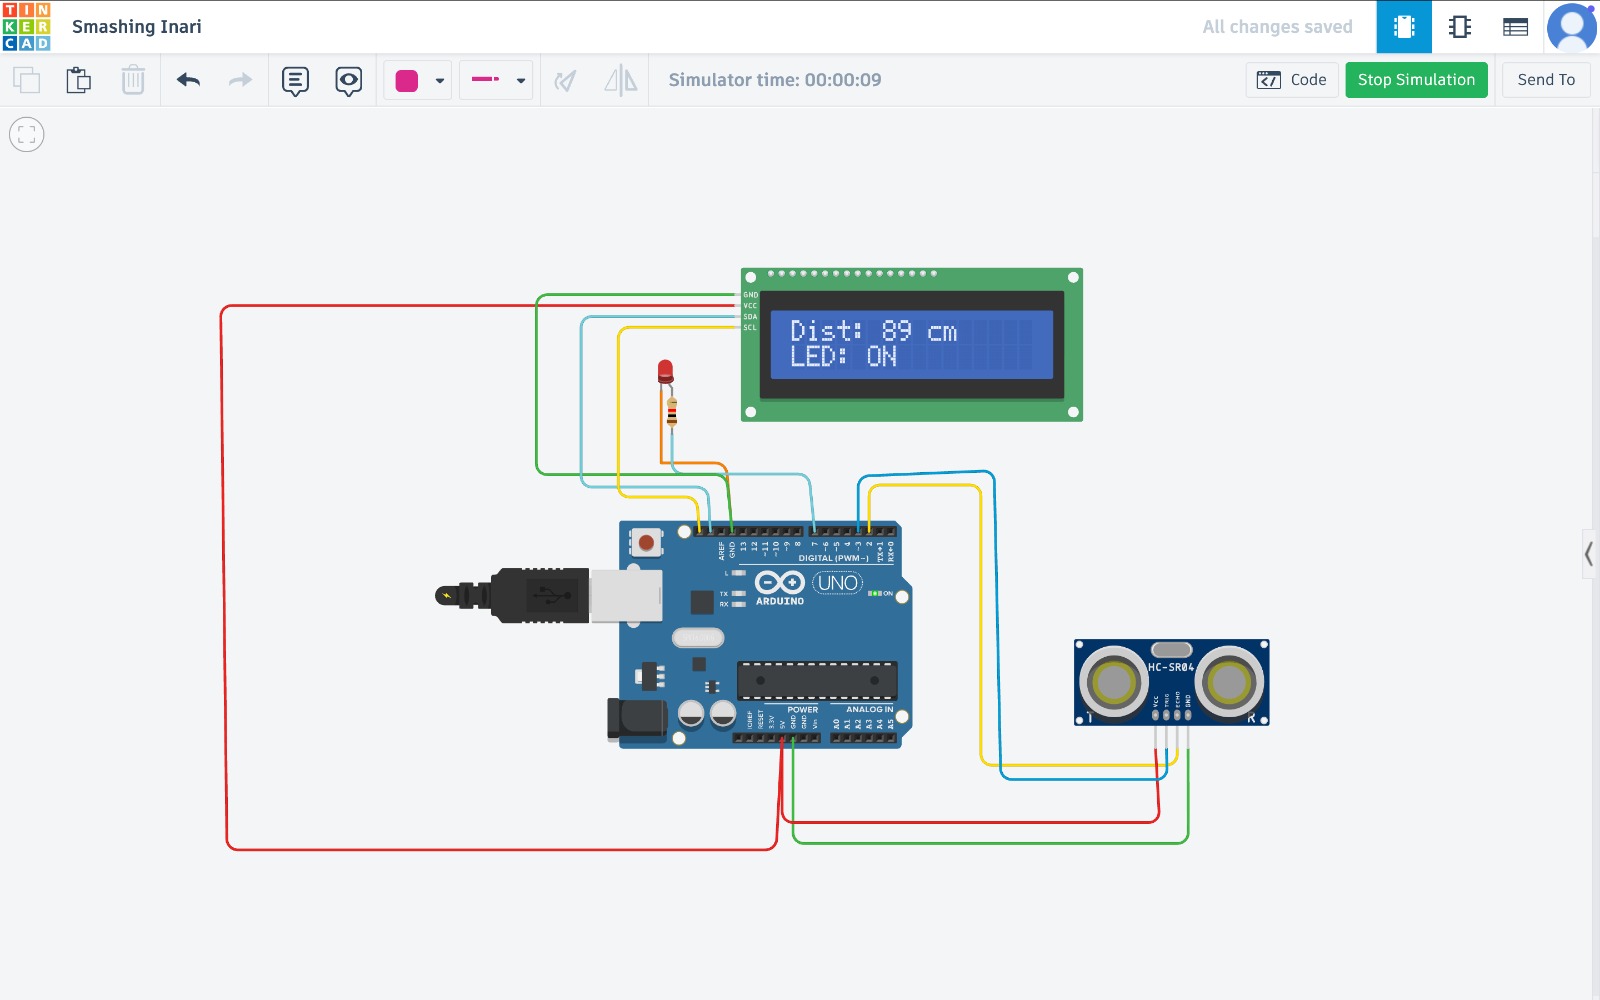 TIN
KER
CAD
Smashing Inari
All changes saved
Simulator time: 00:00:09
Code
Stop Simulation
Send To
GND
VCC
SDA
SCL
Dist: 89 cm
LED: ON
AREF
GND
13
12
~11
~10
~9
8
7
~6
~5
4
~3
2
TX→1
RX←0
DIGITAL (PWM~)
L
TX
RX
ARDUINO
UNO
ON
POWER
ANALOG IN
IOREF
RESET
3.3V
5V
GND
GND
Vin
A0
A1
A2
A3
A4
A5
HC-SR04
VCC
TRIG
ECHO
GND
T
R